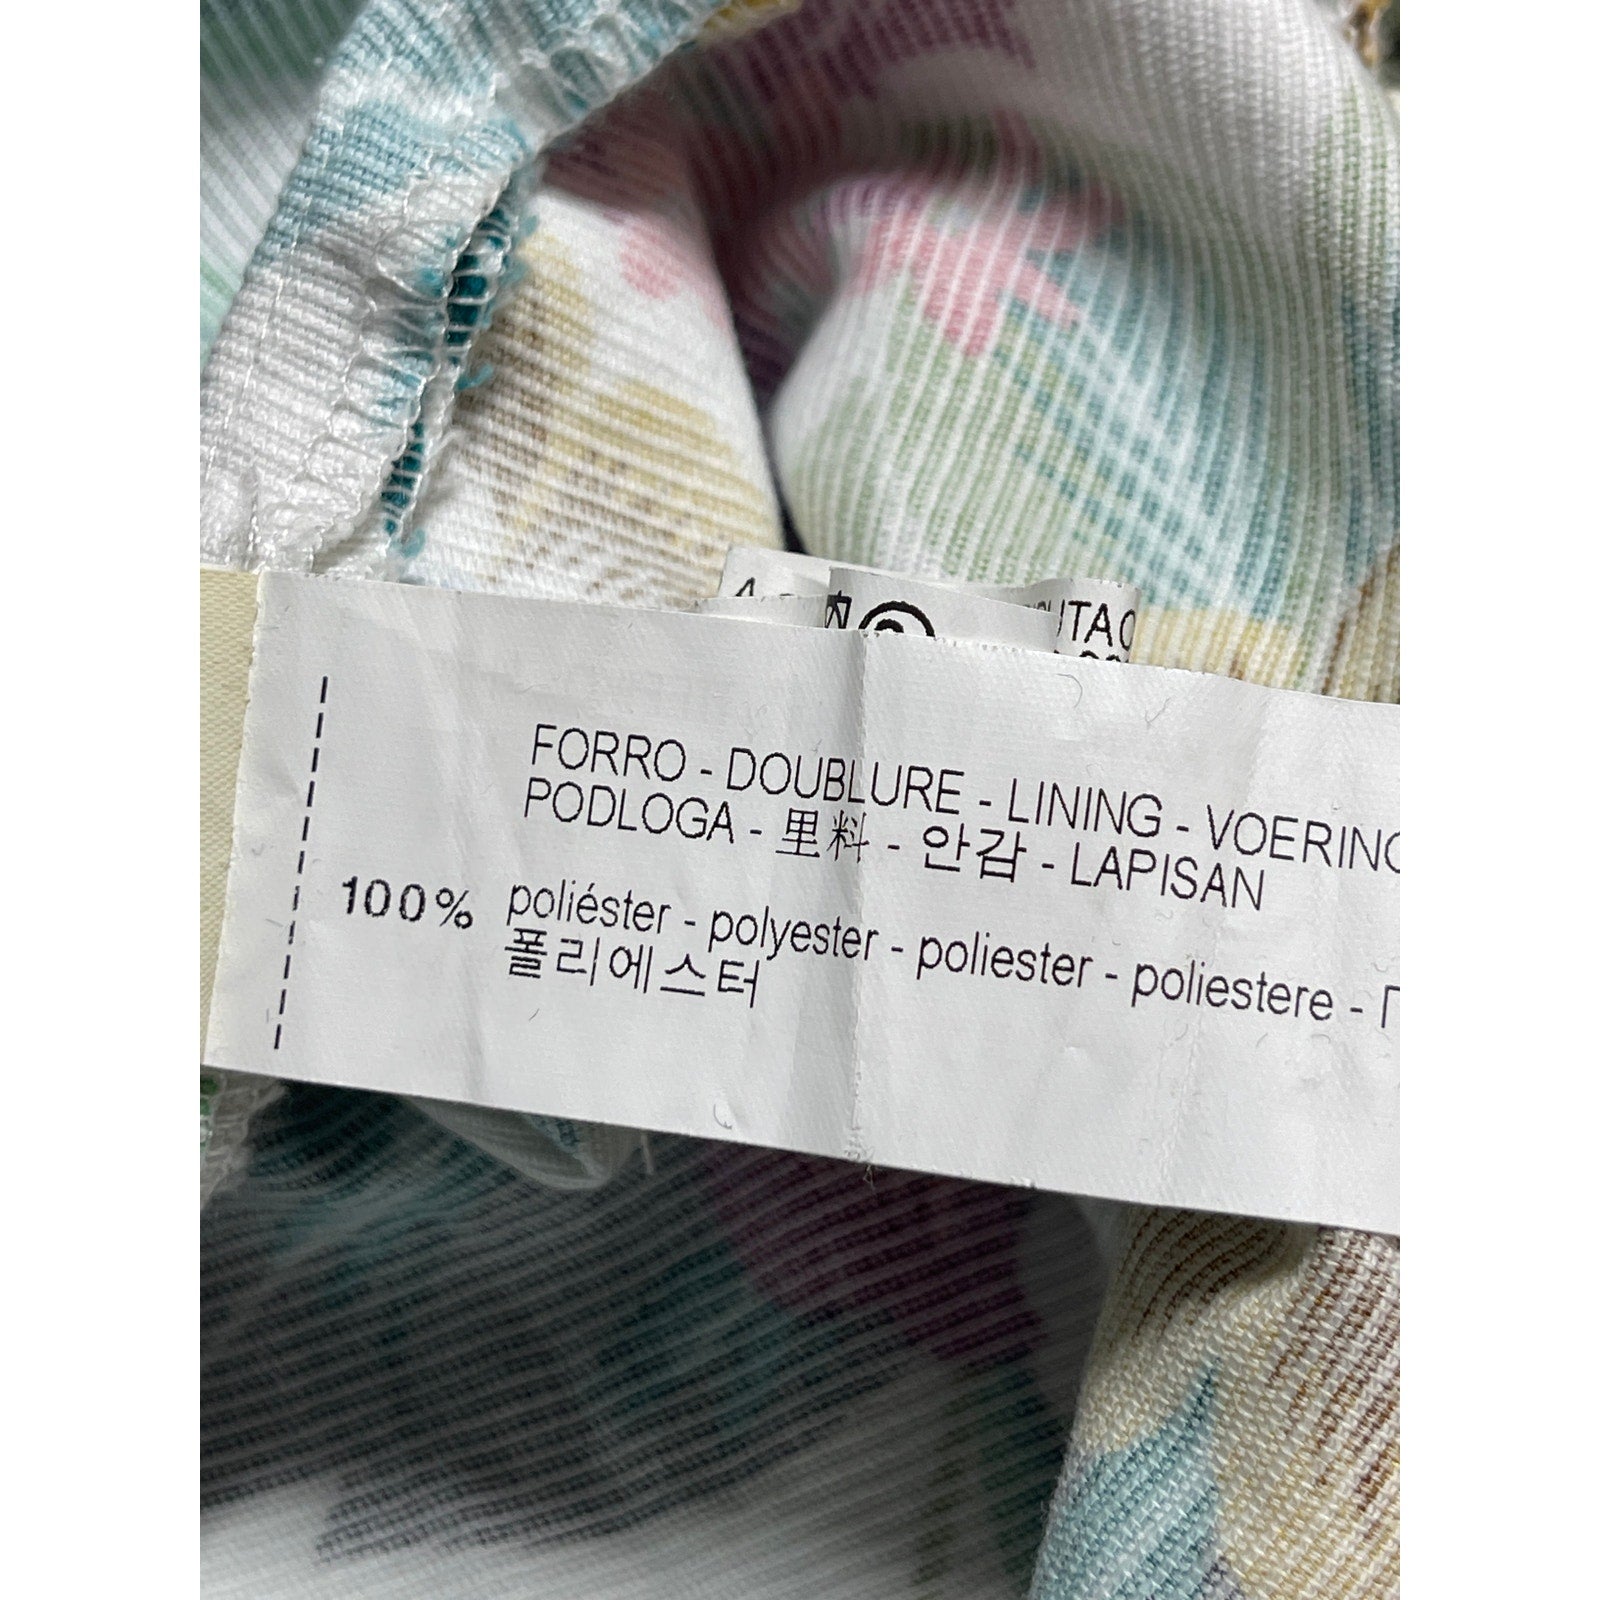 FORRO - DOUBLURE - LINING - VOERING
PODLOGA - 里料 - 안감 - LAPISAN
100% poliéster - polyester - poliester - poliestere -
폴리에스터